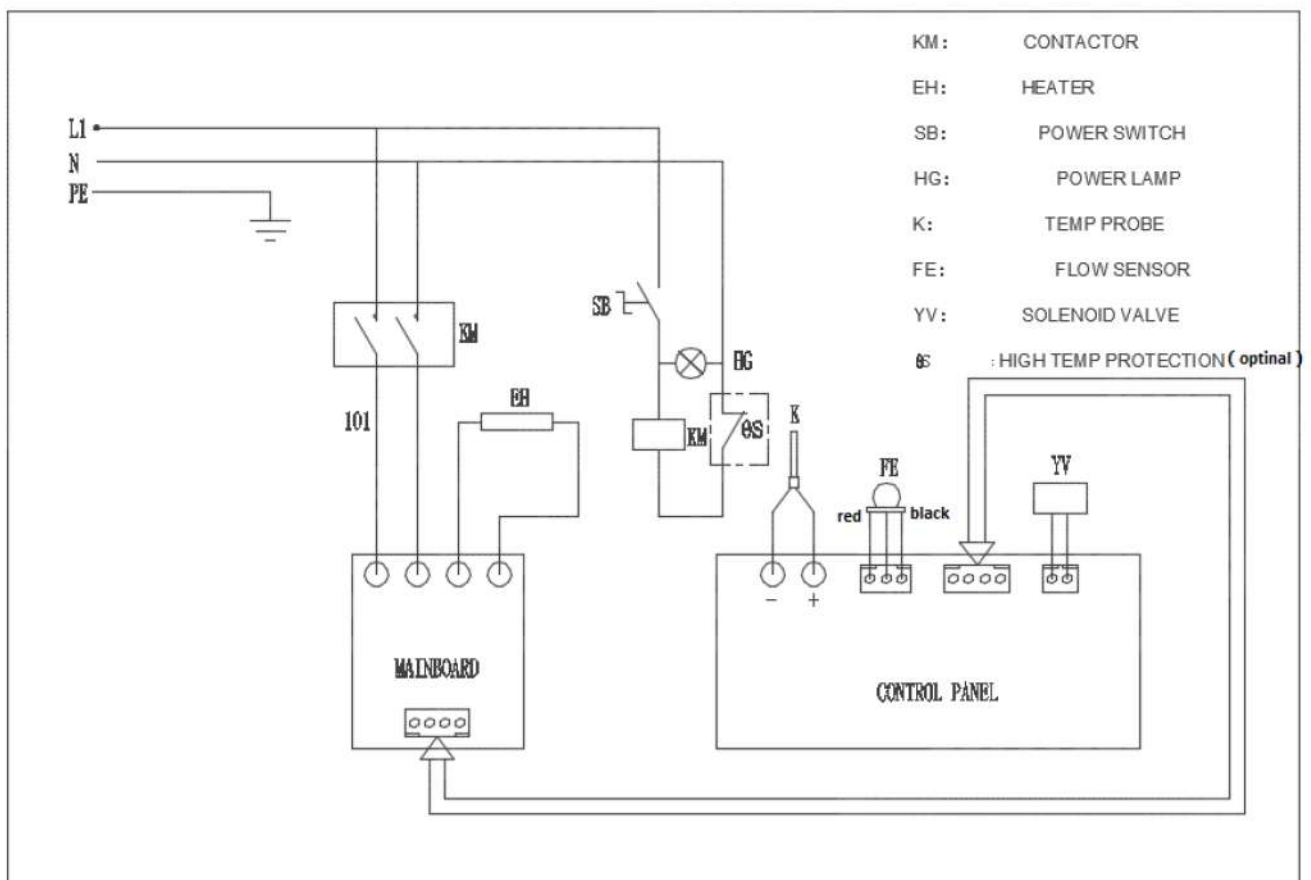 KM: CONTACTOR
EH: HEATER
SB: POWER SWITCH
HG: POWER LAMP
K: TEMP PROBE
FE: FLOW SENSOR
YV: SOLENOID VALVE
θS : HIGH TEMP PROTECTION ( optinal )
L1
N
PE
SB
KM
HG
EH
101
KM
θS
K
FE
YV
red
black
- +
MAINBOARD
CONTROL PANEL